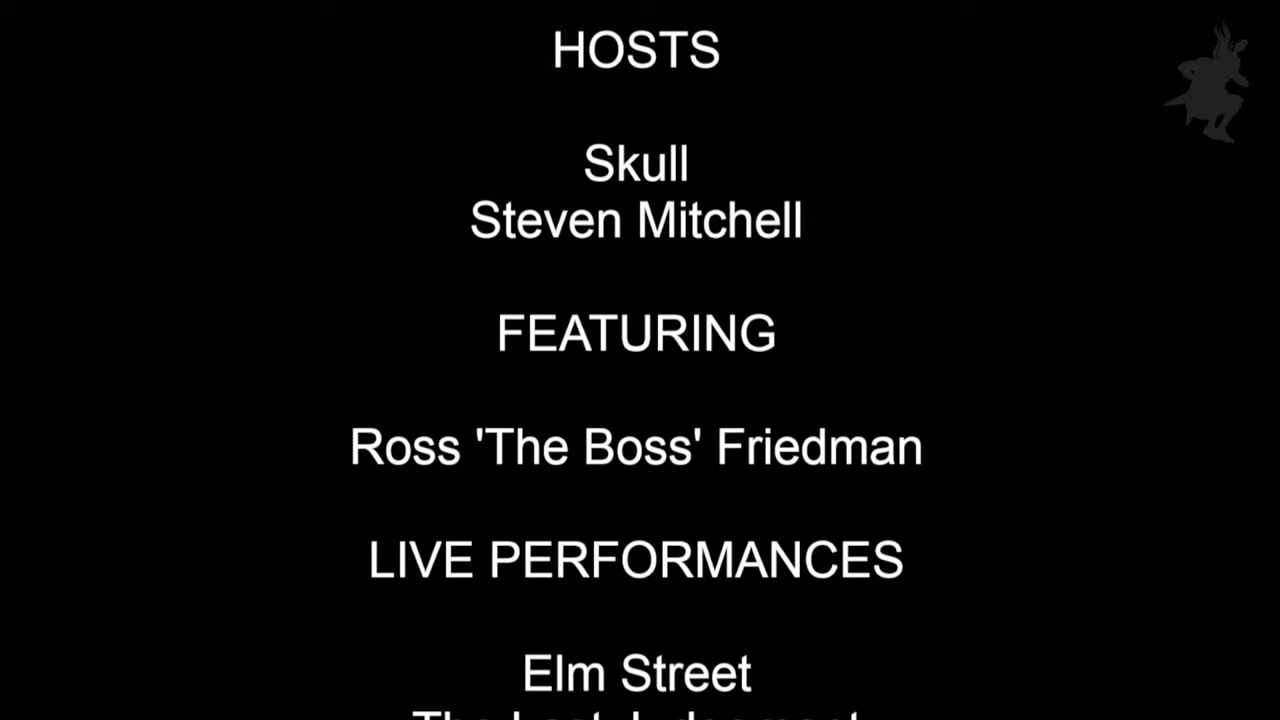 HOSTS
Skull
Steven Mitchell
FEATURING
Ross 'The Boss' Friedman
LIVE PERFORMANCES
Elm Street